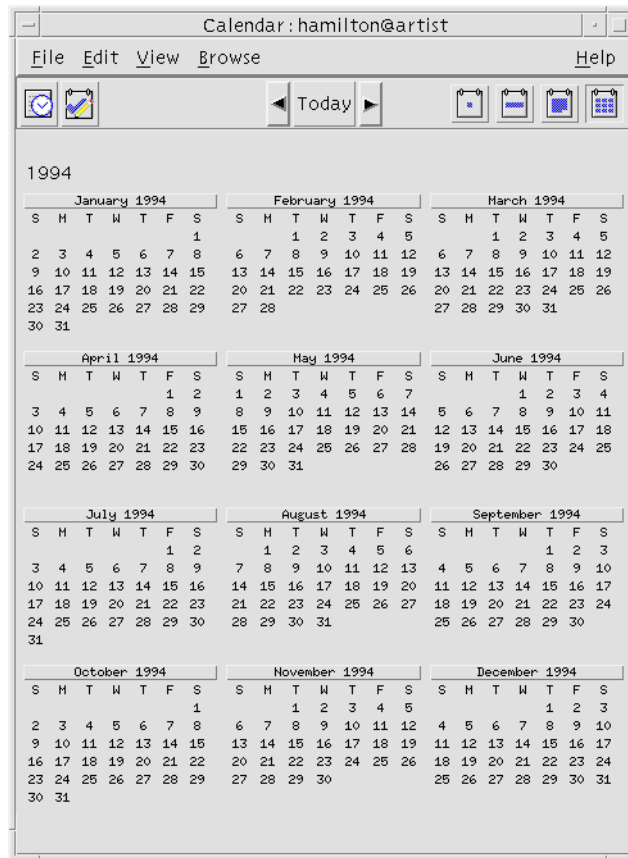 Calendar : hamilton@artist
File Edit View Browse Help
Today
1994
January 1994 February 1994 March 1994
S M T W T F S S M T W T F S S M T W T F S
1 1 2 3 4 5 1 2 3 4 5
2 3 4 5 6 7 8 6 7 8 9 10 11 12 6 7 8 9 10 11 12
9 10 11 12 13 14 15 13 14 15 16 17 18 19 13 14 15 16 17 18 19
16 17 18 19 20 21 22 20 21 22 23 24 25 26 20 21 22 23 24 25 26
23 24 25 26 27 28 29 27 28 27 28 29 30 31
30 31
April 1994 May 1994 June 1994
S M T W T F S S M T W T F S S M T W T F S
1 2 1 2 3 4 5 6 7 1 2 3 4
3 4 5 6 7 8 9 8 9 10 11 12 13 14 5 6 7 8 9 10 11
10 11 12 13 14 15 16 15 16 17 18 19 20 21 12 13 14 15 16 17 18
17 18 19 20 21 22 23 22 23 24 25 26 27 28 19 20 21 22 23 24 25
24 25 26 27 28 29 30 29 30 31 26 27 28 29 30
July 1994 August 1994 September 1994
S M T W T F S S M T W T F S S M T W T F S
1 2 1 2 3 4 5 6 1 2 3
3 4 5 6 7 8 9 7 8 9 10 11 12 13 4 5 6 7 8 9 10
10 11 12 13 14 15 16 14 15 16 17 18 19 20 11 12 13 14 15 16 17
17 18 19 20 21 22 23 21 22 23 24 25 26 27 18 19 20 21 22 23 24
24 25 26 27 28 29 30 28 29 30 31 25 26 27 28 29 30
31
October 1994 November 1994 December 1994
S M T W T F S S M T W T F S S M T W T F S
1 1 2 3 4 5 1 2 3
2 3 4 5 6 7 8 6 7 8 9 10 11 12 4 5 6 7 8 9 10
9 10 11 12 13 14 15 13 14 15 16 17 18 19 11 12 13 14 15 16 17
16 17 18 19 20 21 22 20 21 22 23 24 25 26 18 19 20 21 22 23 24
23 24 25 26 27 28 29 27 28 29 30 25 26 27 28 29 30 31
30 31